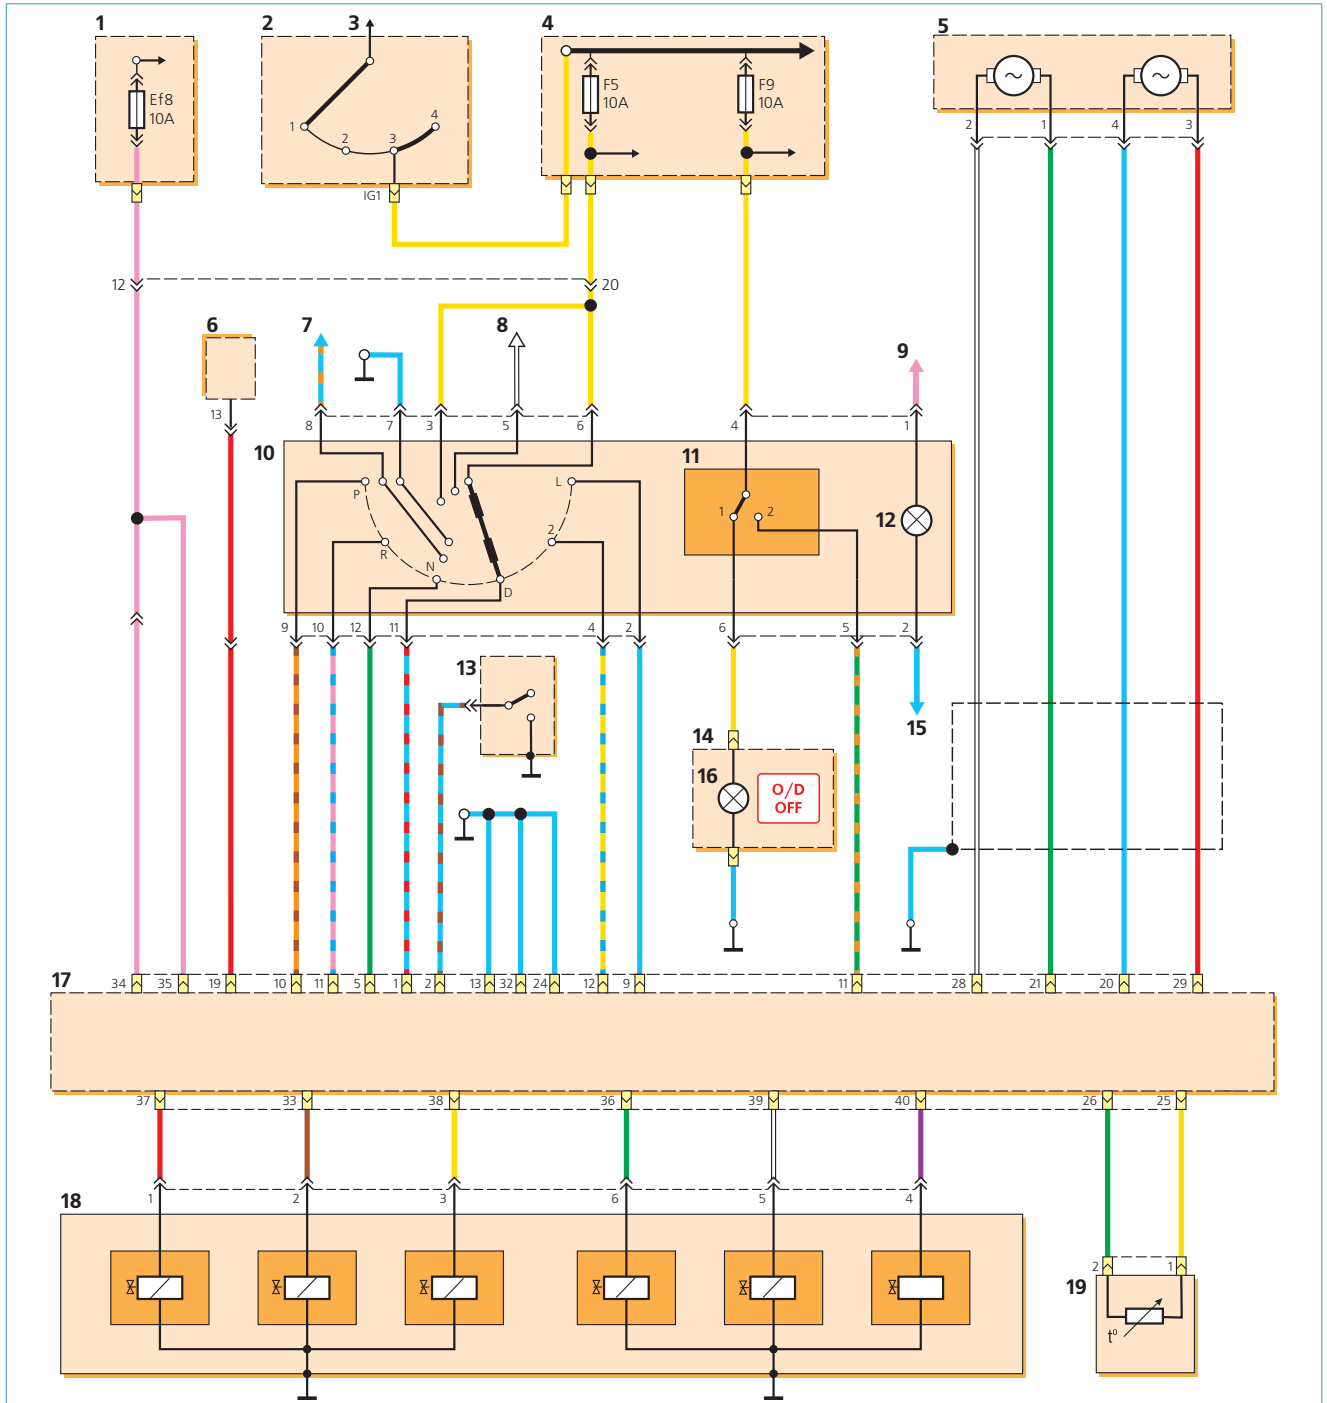 1 2 3 4 5
Ef8
10A
1 2 3 4
IG1
F5
10A
F9
10A
2 1 4 3
12 20
6 7 8 9
13
8 7 3 5 6 4 1
10 11 12
P R N D 2 L
1 2
9 10 12 11 4 2 6 5 2
13
14 15
16
O/D
OFF
17
34 35 19 10 11 5 1 2 13 32 24 12 9 11 28 21 20 29
37 33 38 36 39 40 26 25
18
1 2 3 6 5 4
2 1
19
t⁰